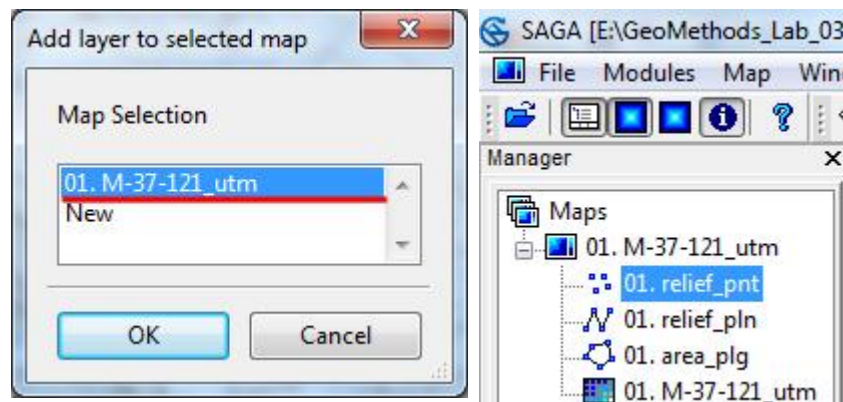 Add layer to selected map
Map Selection
01. M-37-121_utm
New
OK
Cancel
SAGA [E:\GeoMethods_Lab_03
File Modules Map Win
Manager
Maps
01. M-37-121_utm
01. relief_pnt
01. relief_pln
01. area_plg
01. M-37-121_utm